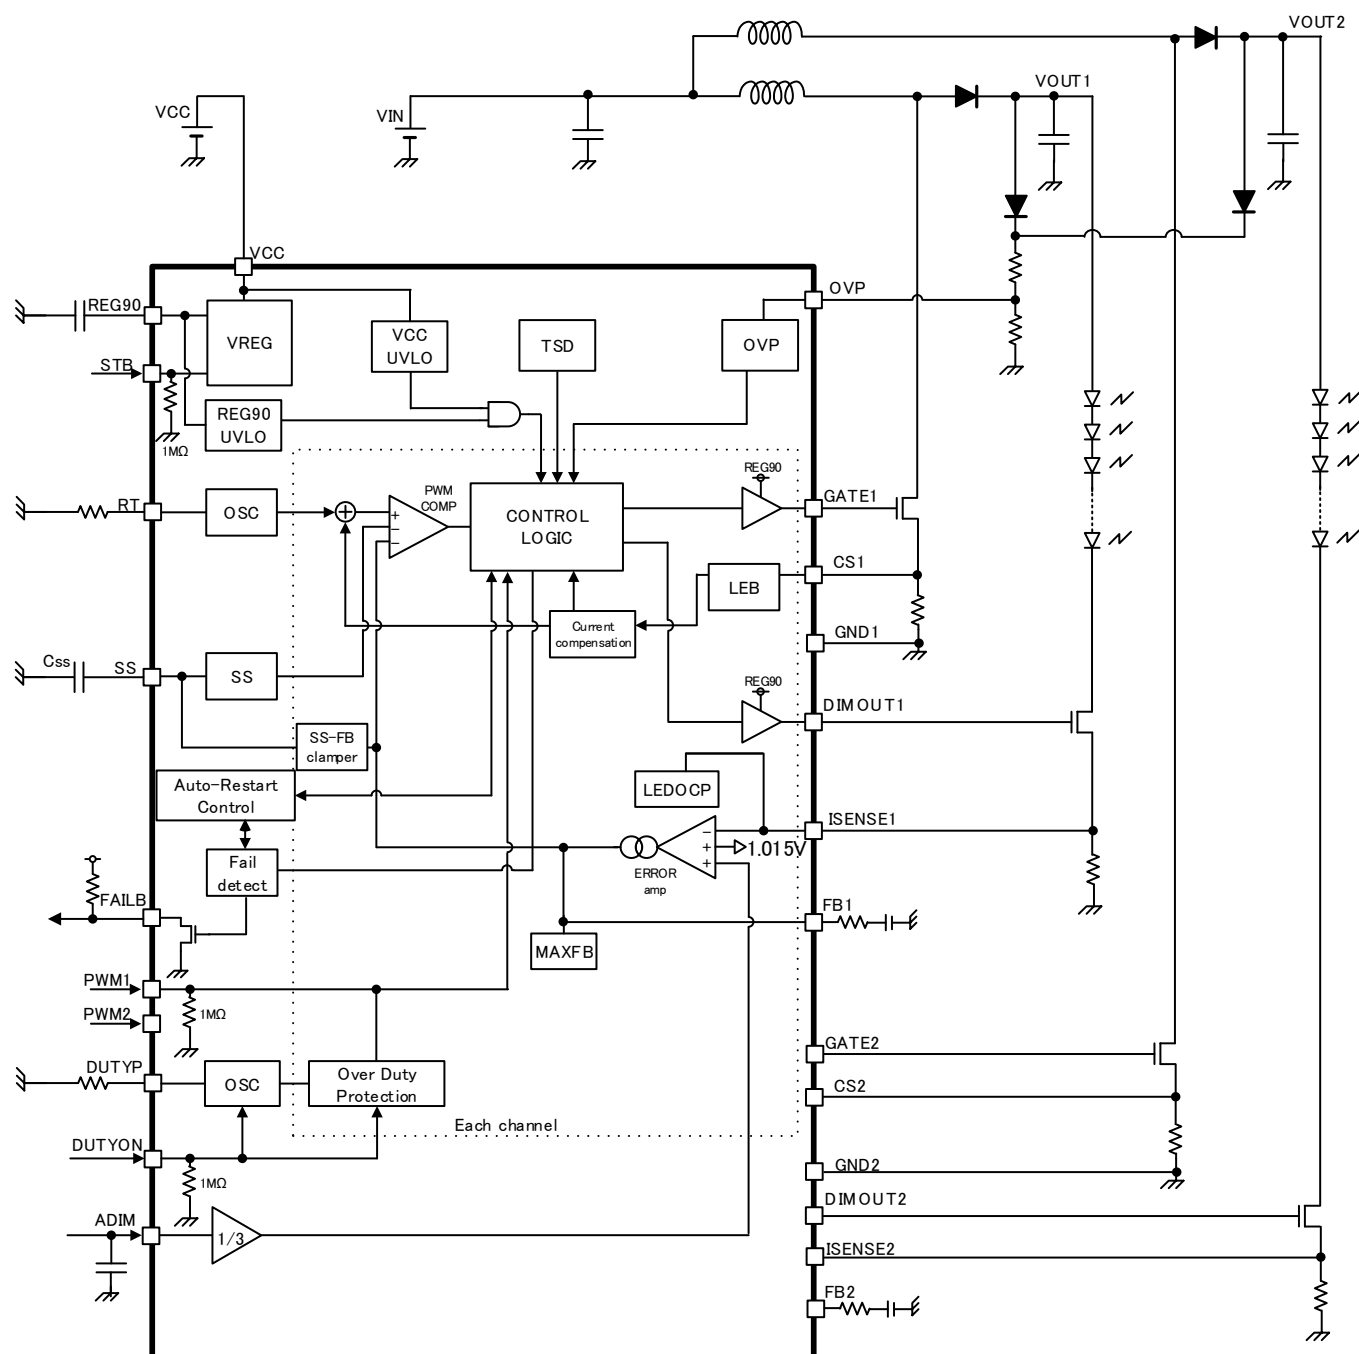 VOUT2
VOUT1
VCC
VIN
VCC
REG90
OVP
STB
VREG
VCC
UVLO
TSD
OVP
REG90
UVLO
1MΩ
REG90
PWM
COMP
GATE1
RT
OSC
+
−
−
CONTROL
LOGIC
CS1
LEB
Current
compensation
GND1
Css
SS
SS
REG90
DIMOUT1
SS-FB
clamper
Auto-Restart
Control
LEDOCP
ISENSE1
−
+
+
1.015V
ERROR
amp
Fail
detect
FAILB
FB1
MAXFB
PWM1
1MΩ
PWM2
GATE2
DUTYP
OSC
Over Duty
Protection
CS2
Each channel
DUTYON
1MΩ
GND2
DIMOUT2
ADIM
1/3
ISENSE2
FB2